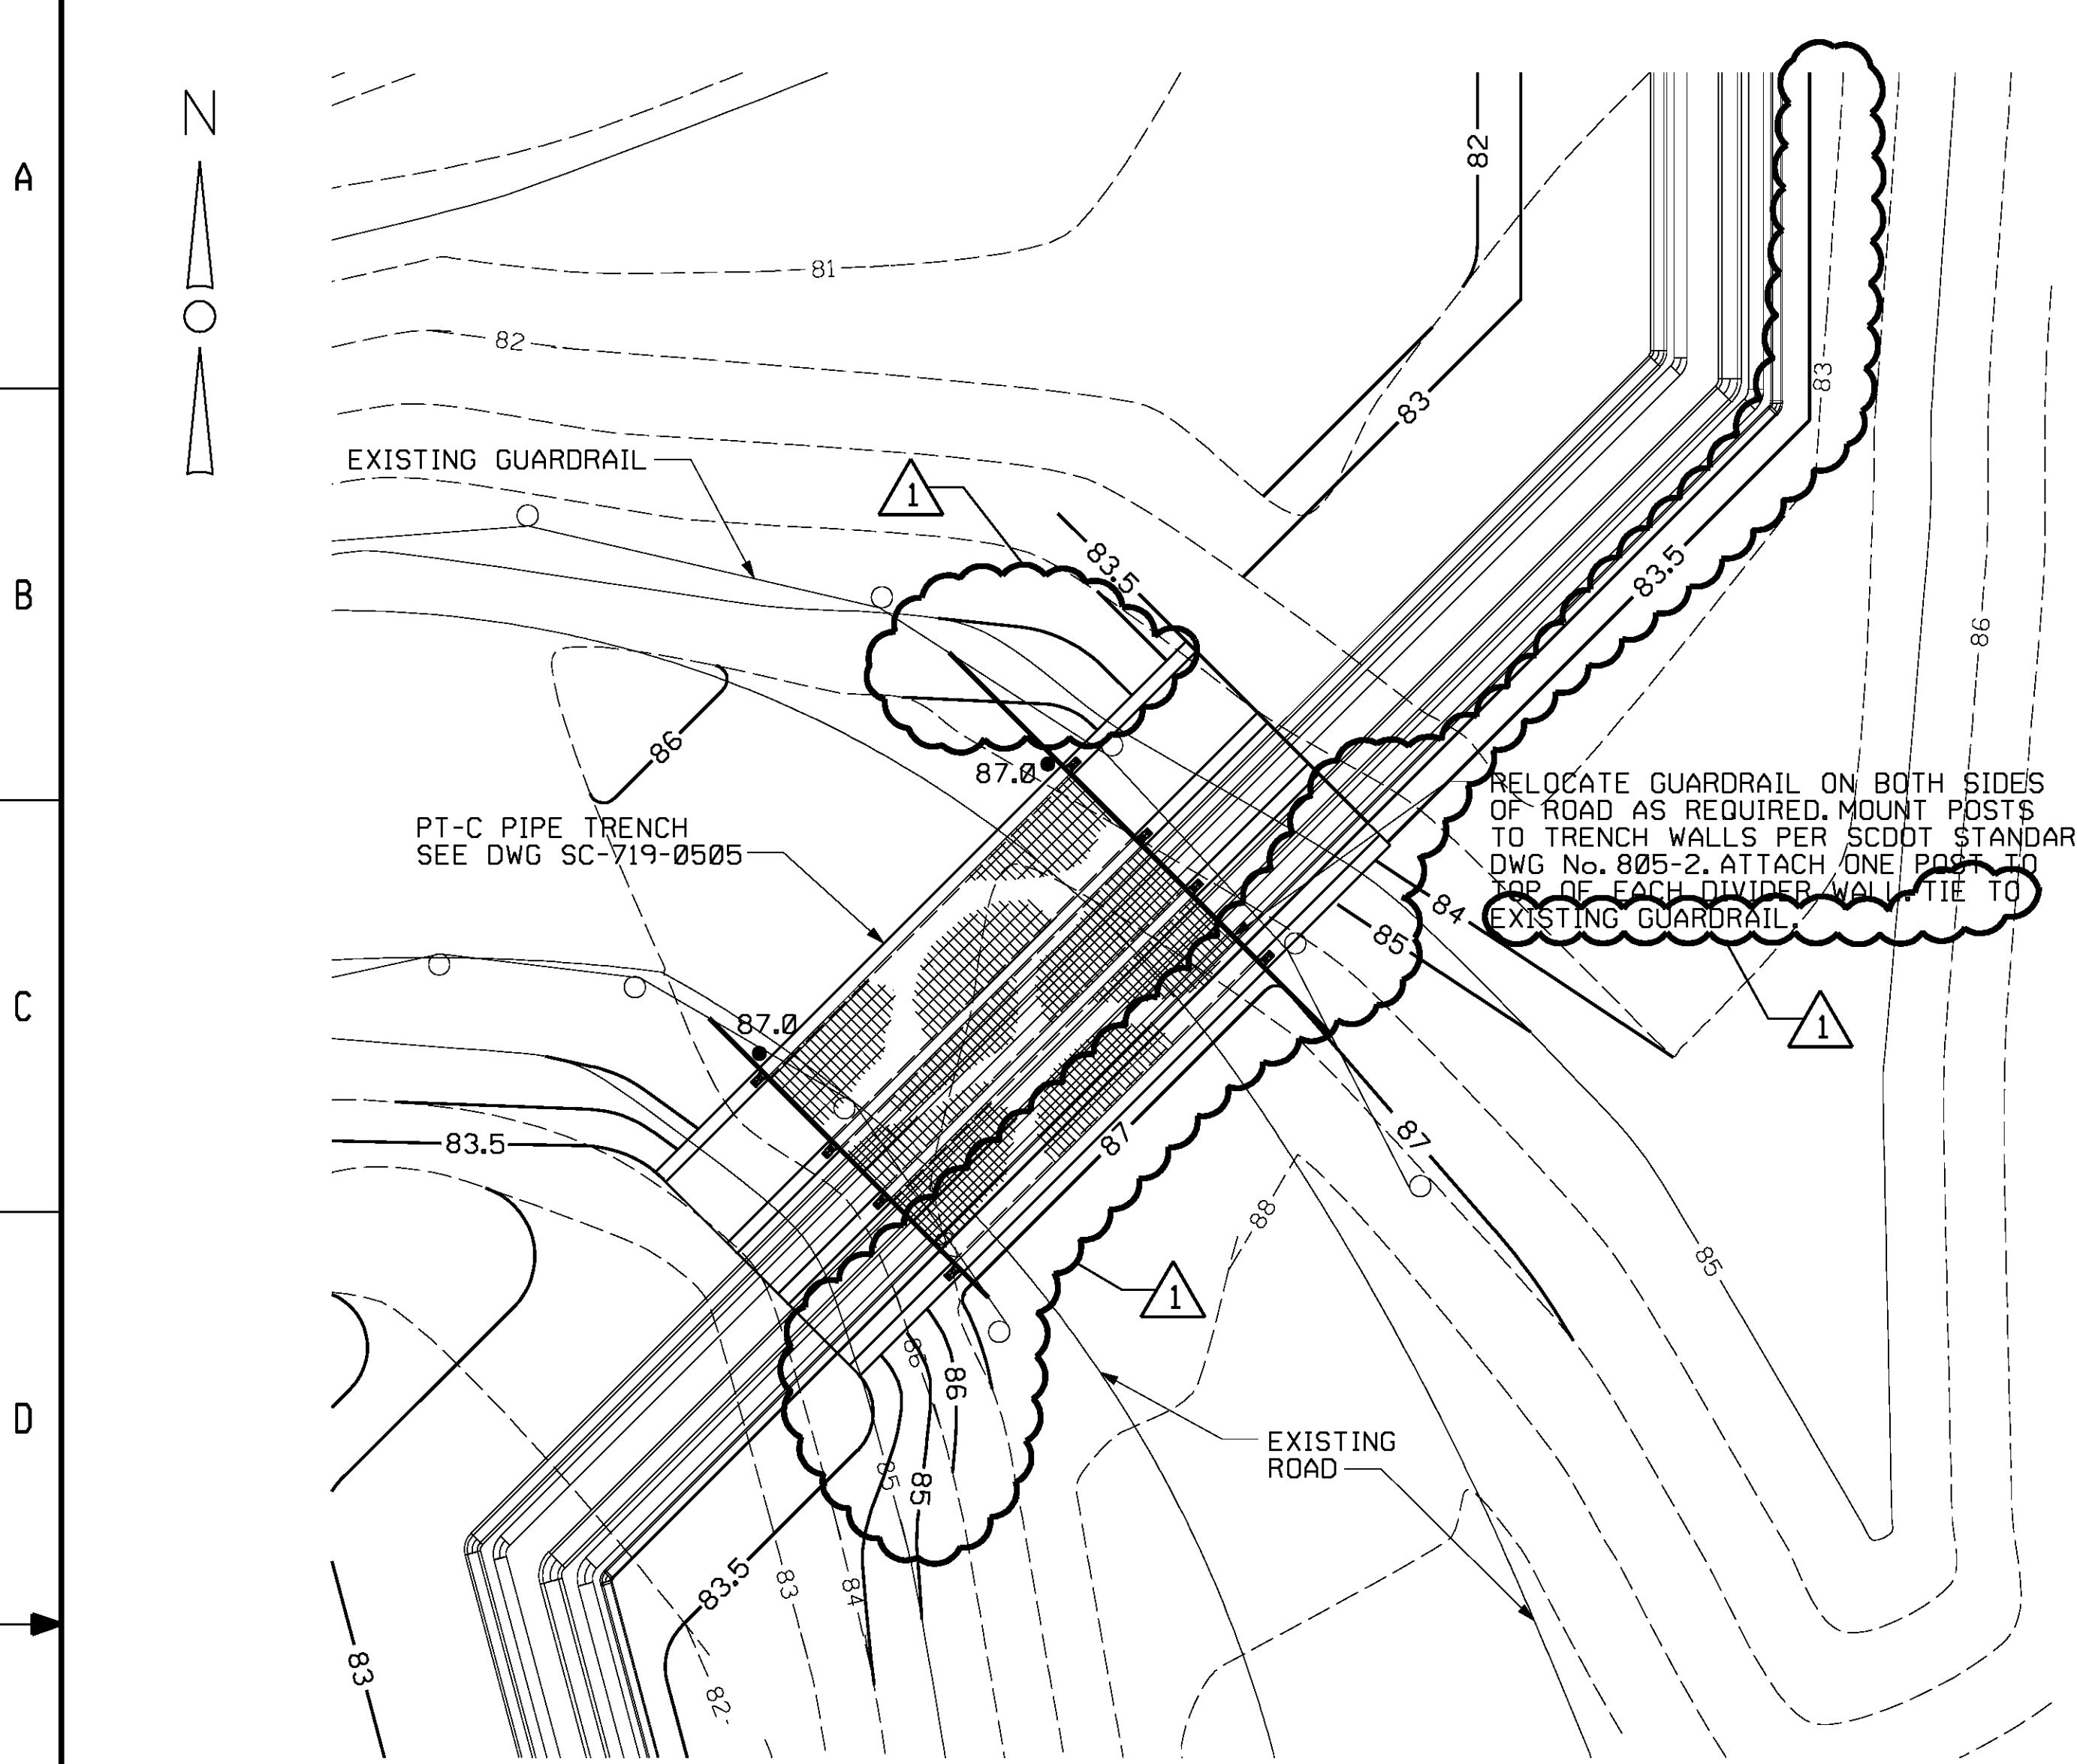 A
B
C
D
N
82
81
82
83
83
EXISTING GUARDRAIL
1
83.5
83.5
86
86
87.0
PT-C PIPE TRENCH
SEE DWG SC-719-0505
RELOCATE GUARDRAIL ON BOTH SIDES
OF ROAD AS REQUIRED. MOUNT POSTS
TO TRENCH WALLS PER SCDOT STANDAR
DWG No. 805-2. ATTACH ONE POST TO
TOP OF EACH DIVIDER WALL. TIE TO
EXISTING GUARDRAIL.
84
85
1
87.0
83.5
87
87
88
85
1
86
86
85
85
EXISTING
ROAD
83.5
83
84
83
82